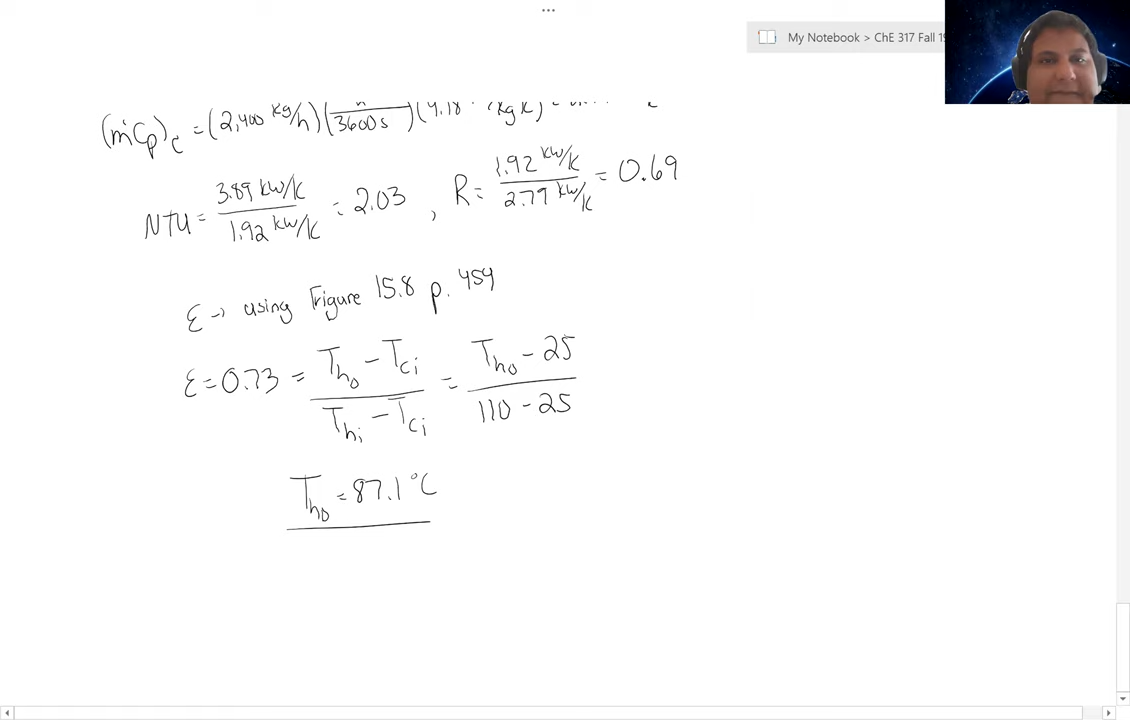 My Notebook > ChE 317 Fall 19
(ṁCp)c = (2,400 kg/h)(h/3600s)(4.18
NTU = 3.89 kW/K / 1.92 kW/K = 2.03 , R = 1.92 kW/K / 2.79 kW/K = 0.69
ε → using Figure 15.8 p. 454
ε = 0.73 = Tho - Tci / Thi - Tci = Tho - 25 / 110 - 25
Tho = 87.1 °C